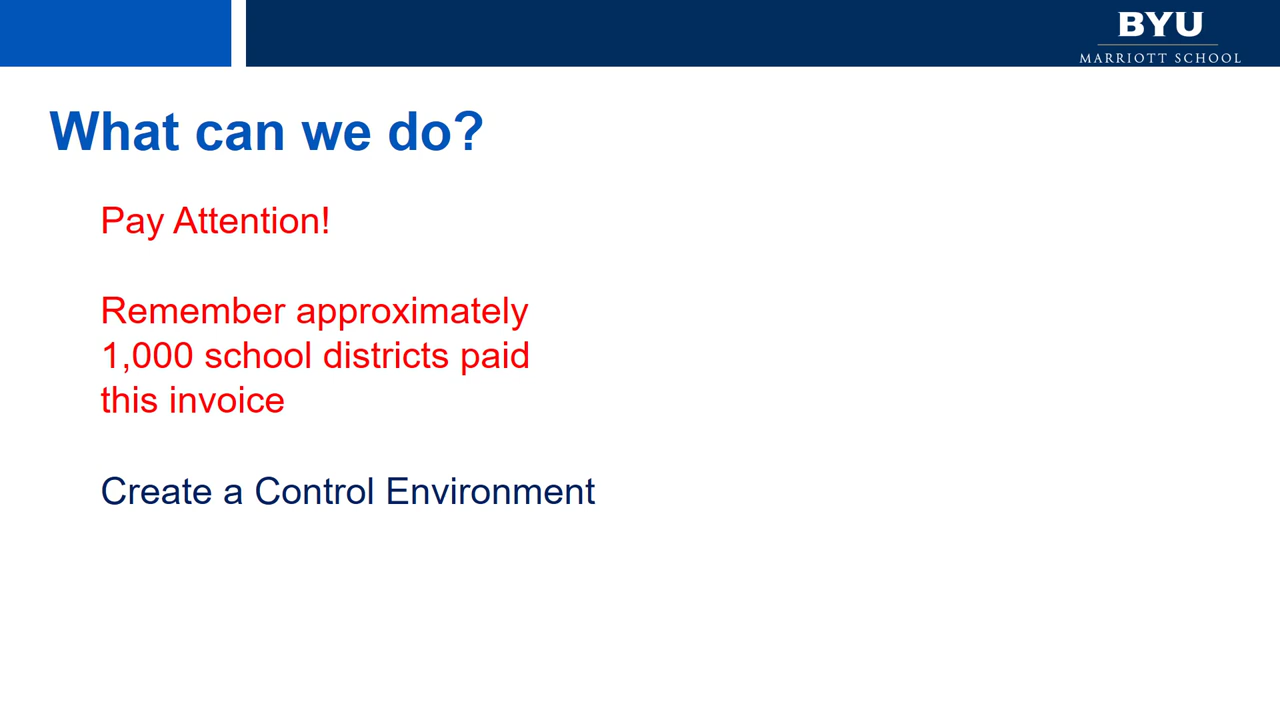 BYU
MARRIOTT SCHOOL
What can we do?
Pay Attention!
Remember approximately
1,000 school districts paid
this invoice
Create a Control Environment